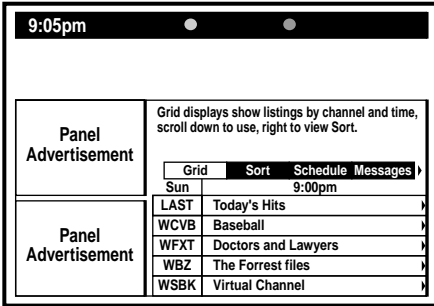 9:05pm
Panel
Advertisement
Grid displays show listings by channel and time,
scroll down to use, right to view Sort.
Grid Sort Schedule Messages
Sun 9:00pm
LAST Today's Hits
WCVB Baseball
WFXT Doctors and Lawyers
WBZ The Forrest files
WSBK Virtual Channel
Panel
Advertisement